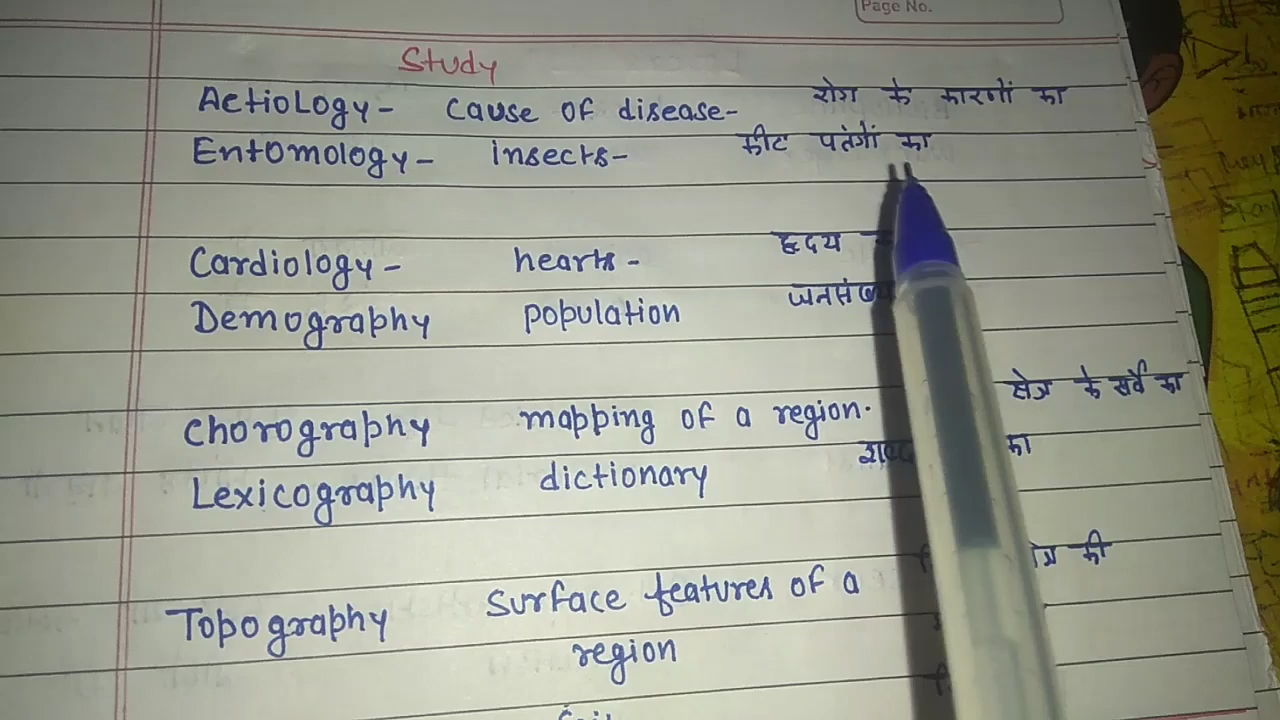 Page No.
Study
Aetiology - Cause of disease - रोग के कारणों का
Entomology - insects - कीट पतंगों का
Cardiology - hearts - हृदय
Demography population
Chorography mapping of a region. क्षेत्र के सर्वे का
Lexicography dictionary का
Topography Surface features of a की
region